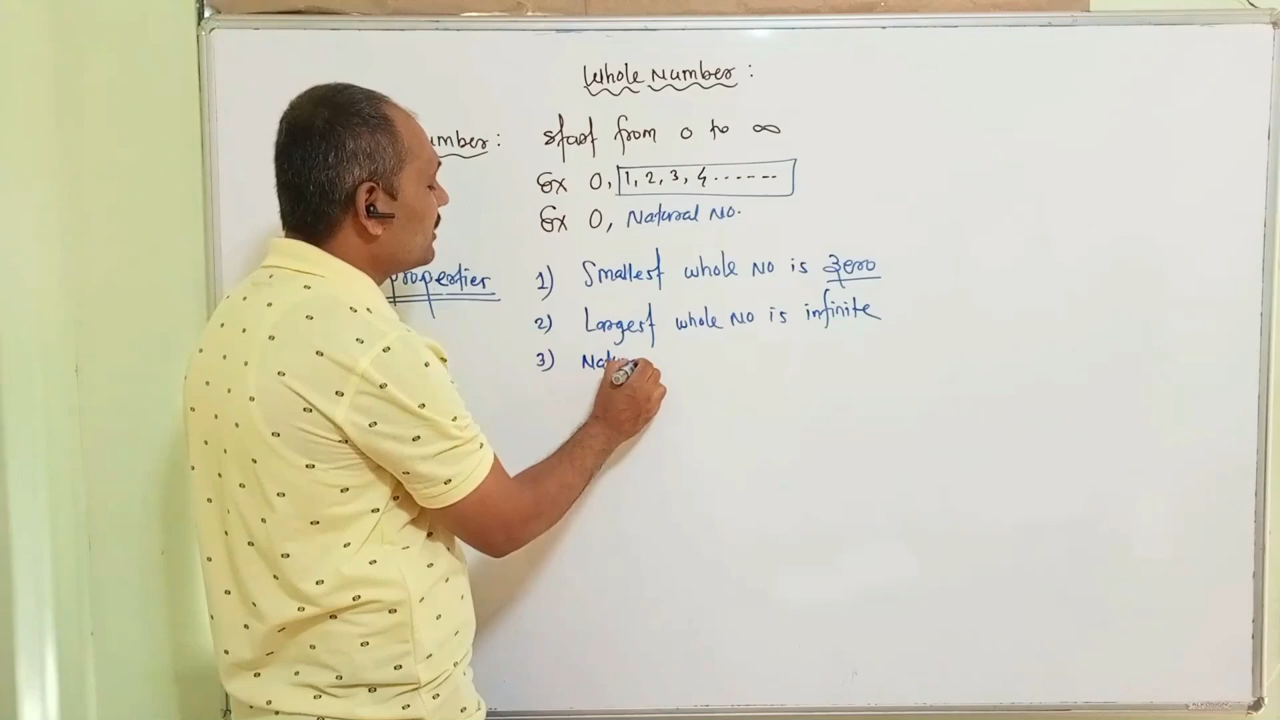 Whole Number :
umber : Start from 0 to ∞
Ex 0, 1, 2, 3, 4 . . . . . .
Ex 0, Natural No.
properties 1) Smallest whole No is zero
2) Largest whole No is infinite
3) Nat